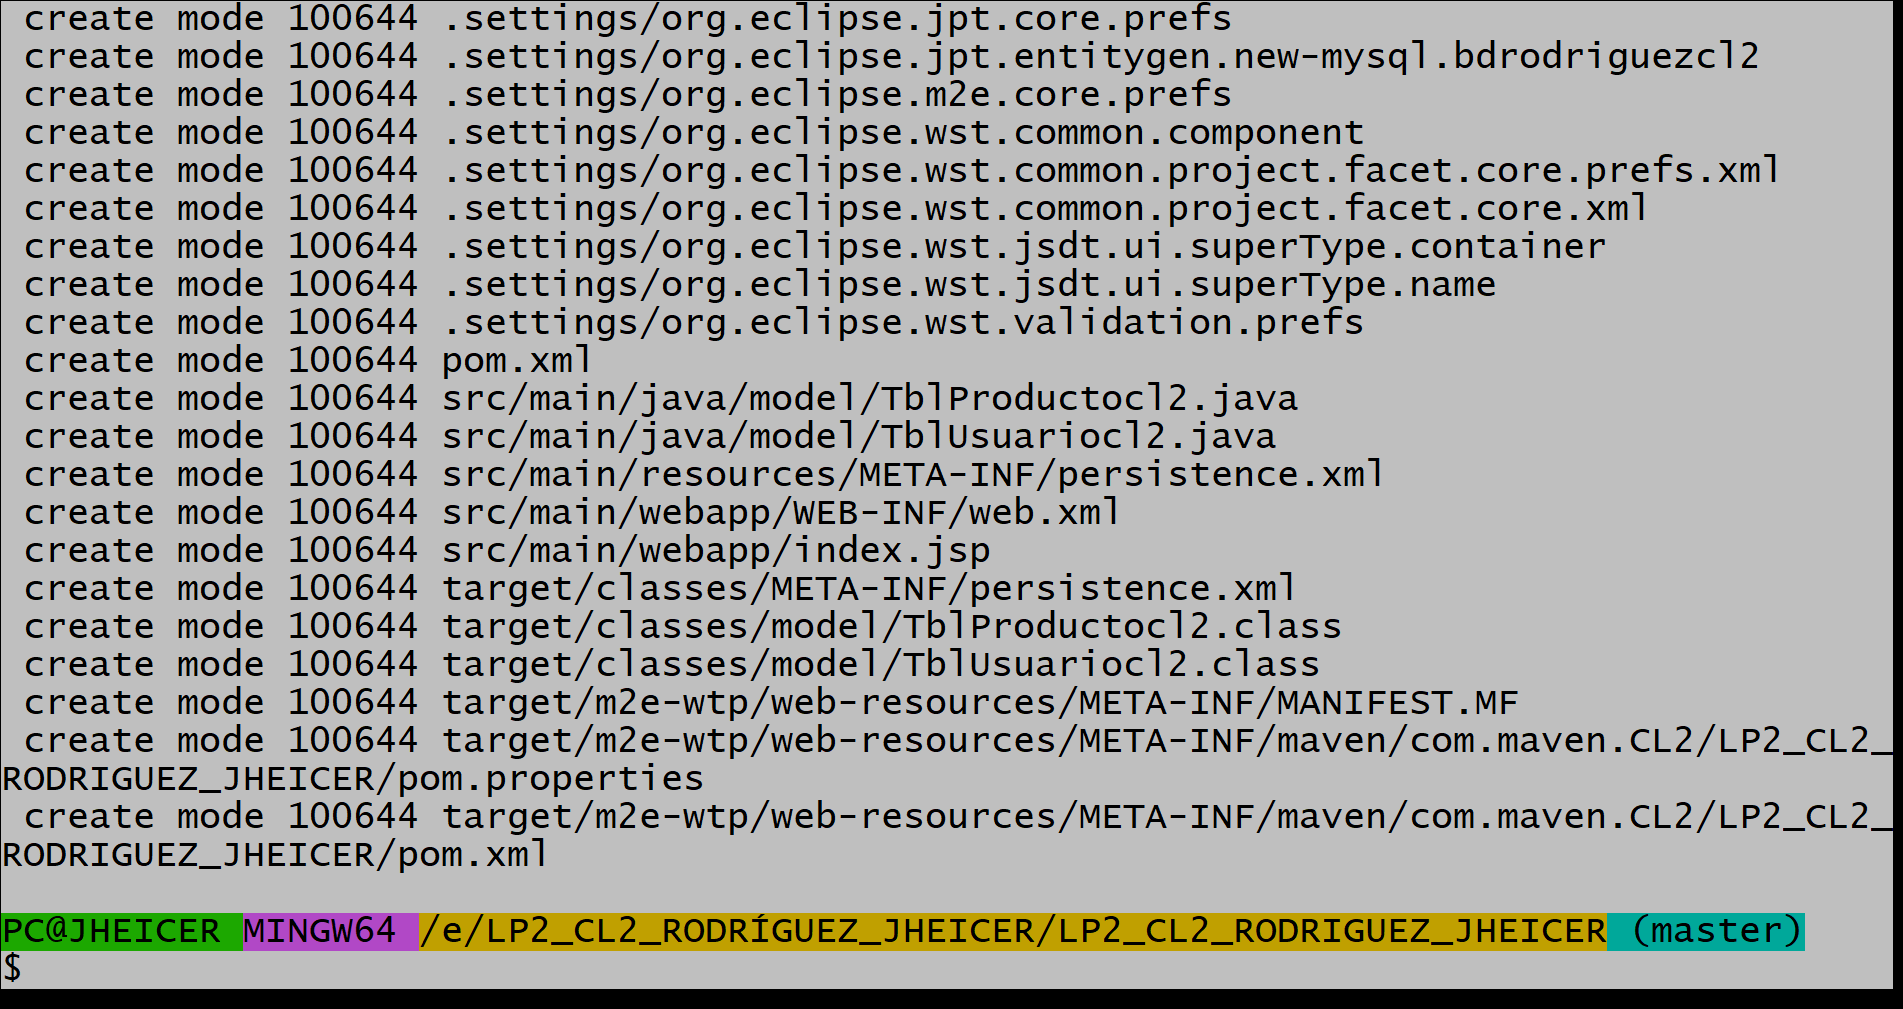 create mode 100644 .settings/org.eclipse.jpt.core.prefs
create mode 100644 .settings/org.eclipse.jpt.entitygen.new-mysql.bdrodriguezcl2
create mode 100644 .settings/org.eclipse.m2e.core.prefs
create mode 100644 .settings/org.eclipse.wst.common.component
create mode 100644 .settings/org.eclipse.wst.common.project.facet.core.prefs.xml
create mode 100644 .settings/org.eclipse.wst.common.project.facet.core.xml
create mode 100644 .settings/org.eclipse.wst.jsdt.ui.superType.container
create mode 100644 .settings/org.eclipse.wst.jsdt.ui.superType.name
create mode 100644 .settings/org.eclipse.wst.validation.prefs
create mode 100644 pom.xml
create mode 100644 src/main/java/model/TblProductocl2.java
create mode 100644 src/main/java/model/TblUsuariocl2.java
create mode 100644 src/main/resources/META-INF/persistence.xml
create mode 100644 src/main/webapp/WEB-INF/web.xml
create mode 100644 src/main/webapp/index.jsp
create mode 100644 target/classes/META-INF/persistence.xml
create mode 100644 target/classes/model/TblProductocl2.class
create mode 100644 target/classes/model/TblUsuariocl2.class
create mode 100644 target/m2e-wtp/web-resources/META-INF/MANIFEST.MF
create mode 100644 target/m2e-wtp/web-resources/META-INF/maven/com.maven.CL2/LP2_CL2_
RODRIGUEZ_JHEICER/pom.properties
create mode 100644 target/m2e-wtp/web-resources/META-INF/maven/com.maven.CL2/LP2_CL2_
RODRIGUEZ_JHEICER/pom.xml
PC@JHEICER MINGW64 /e/LP2_CL2_RODRÍGUEZ_JHEICER/LP2_CL2_RODRIGUEZ_JHEICER (master)
$